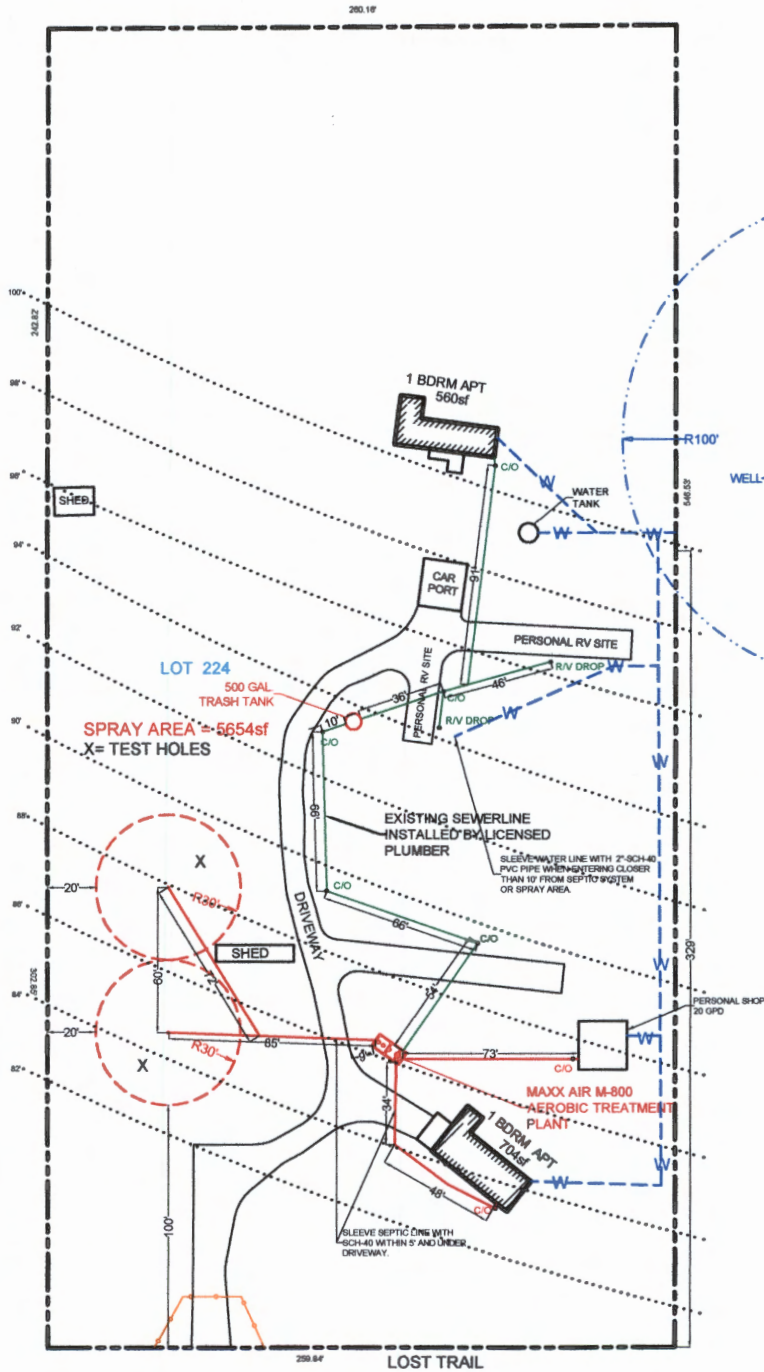 260.16'
100'
242.82'
98'
1 BDRM APT
560sf
R100'
C/O
WELL
96'
SHED
W
WATER
TANK
546.53'
W
W
94'
CAR
PORT
91'
92'
PERSONAL RV SITE
LOT 224
PERSONAL RV SITE
R/V DROP
500 GAL
TRASH TANK
36'
C/O
46'
90'
10'
R/V DROP
W
SPRAY AREA = 5654sf
X= TEST HOLES
C/O
W
88'
99'
EXISTING SEWERLINE
INSTALLED BY LICENSED
PLUMBER
X
SLEEVE WATER LINE WITH 2"-SCH-40
PVC PIPE WHEN ENTERING CLOSER
THAN 10' FROM SEPTIC SYSTEM
OR SPRAY AREA.
20'
R30'
C/O
86'
DRIVEWAY
66'
C/O
SHED
329'
60'
72'
302.85'
84'
54'
W
PERSONAL SHOP
20 GPD
20'
65'
W
R30'
73'
C/O
82'
X
34'
MAXX AIR M-800
AEROBIC TREATMENT
PLANT
1 BDRM APT
704sf
48'
C/O
W
W
100'
SLEEVE SEPTIC LINE WITH
SCH-40 WITHIN 5' AND UNDER
DRIVEWAY.
259.84'
LOST TRAIL